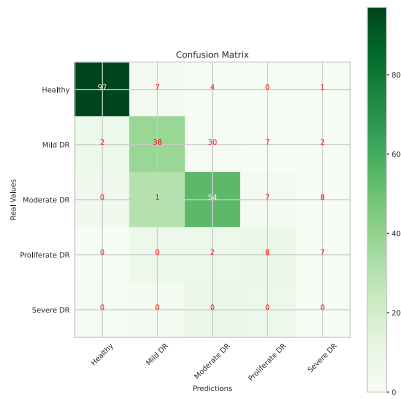 Confusion Matrix
Healthy 97 7 4 0 1
Mild DR 2 38 30 7 2
Moderate DR 0 1 54 7 8
Proliferate DR 0 0 2 8 7
Severe DR 0 0 0 0 0
Healthy Mild DR Moderate DR Proliferate DR Severe DR
Predictions
Real Values
80
60
40
20
0